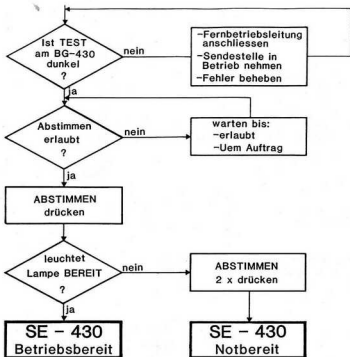 Ist TEST
am BG-430
dunkel
?
nein
-Fernbetriebsleitung
anschliessen
-Sendestelle in
Betrieb nehmen
-Fehler beheben
ja
Abstimmen
erlaubt
?
nein
warten bis:
-erlaubt
-Uem Auftrag
ja
ABSTIMMEN
drücken
leuchtet
Lampe BEREIT
?
nein
ABSTIMMEN
2 x drücken
ja
SE - 430
Betriebsbereit
SE - 430
Notbereit